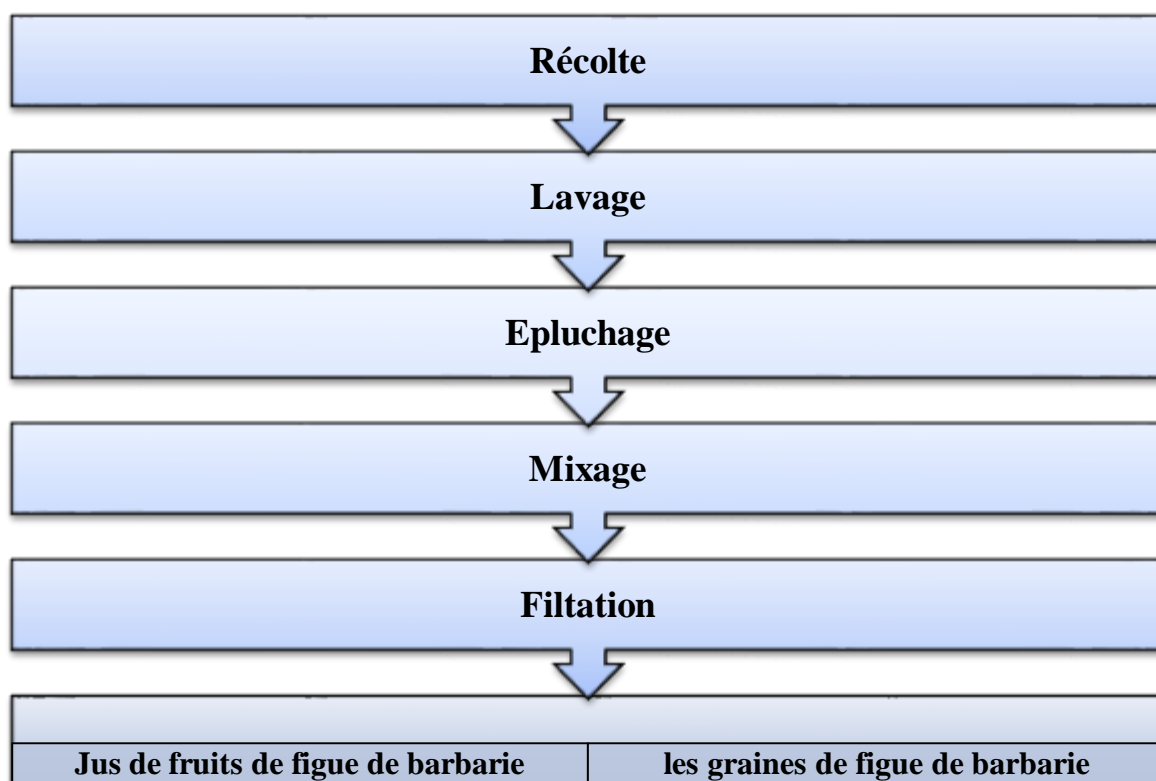 Récolte
Lavage
Epluchage
Mixage
Filtation
Jus de fruits de figue de barbarie
les graines de figue de barbarie